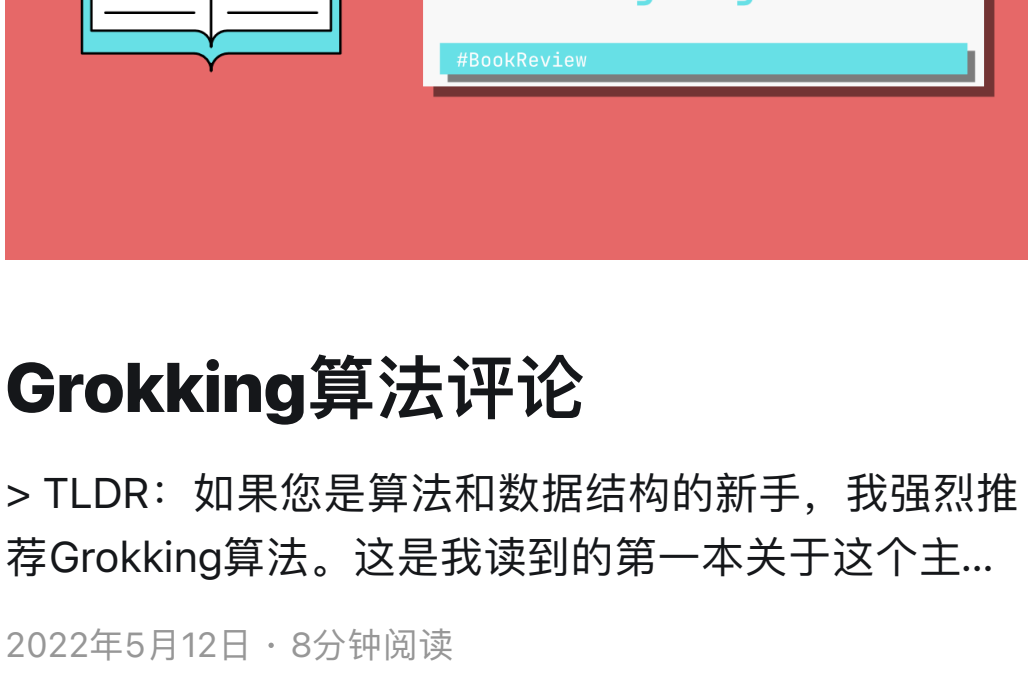 #BookReview
Grokking算法评论
> TLDR：如果您是算法和数据结构的新手，我强烈推
荐Grokking算法。这是我读到的第一本关于这个主...
2022年5月12日 · 8分钟阅读